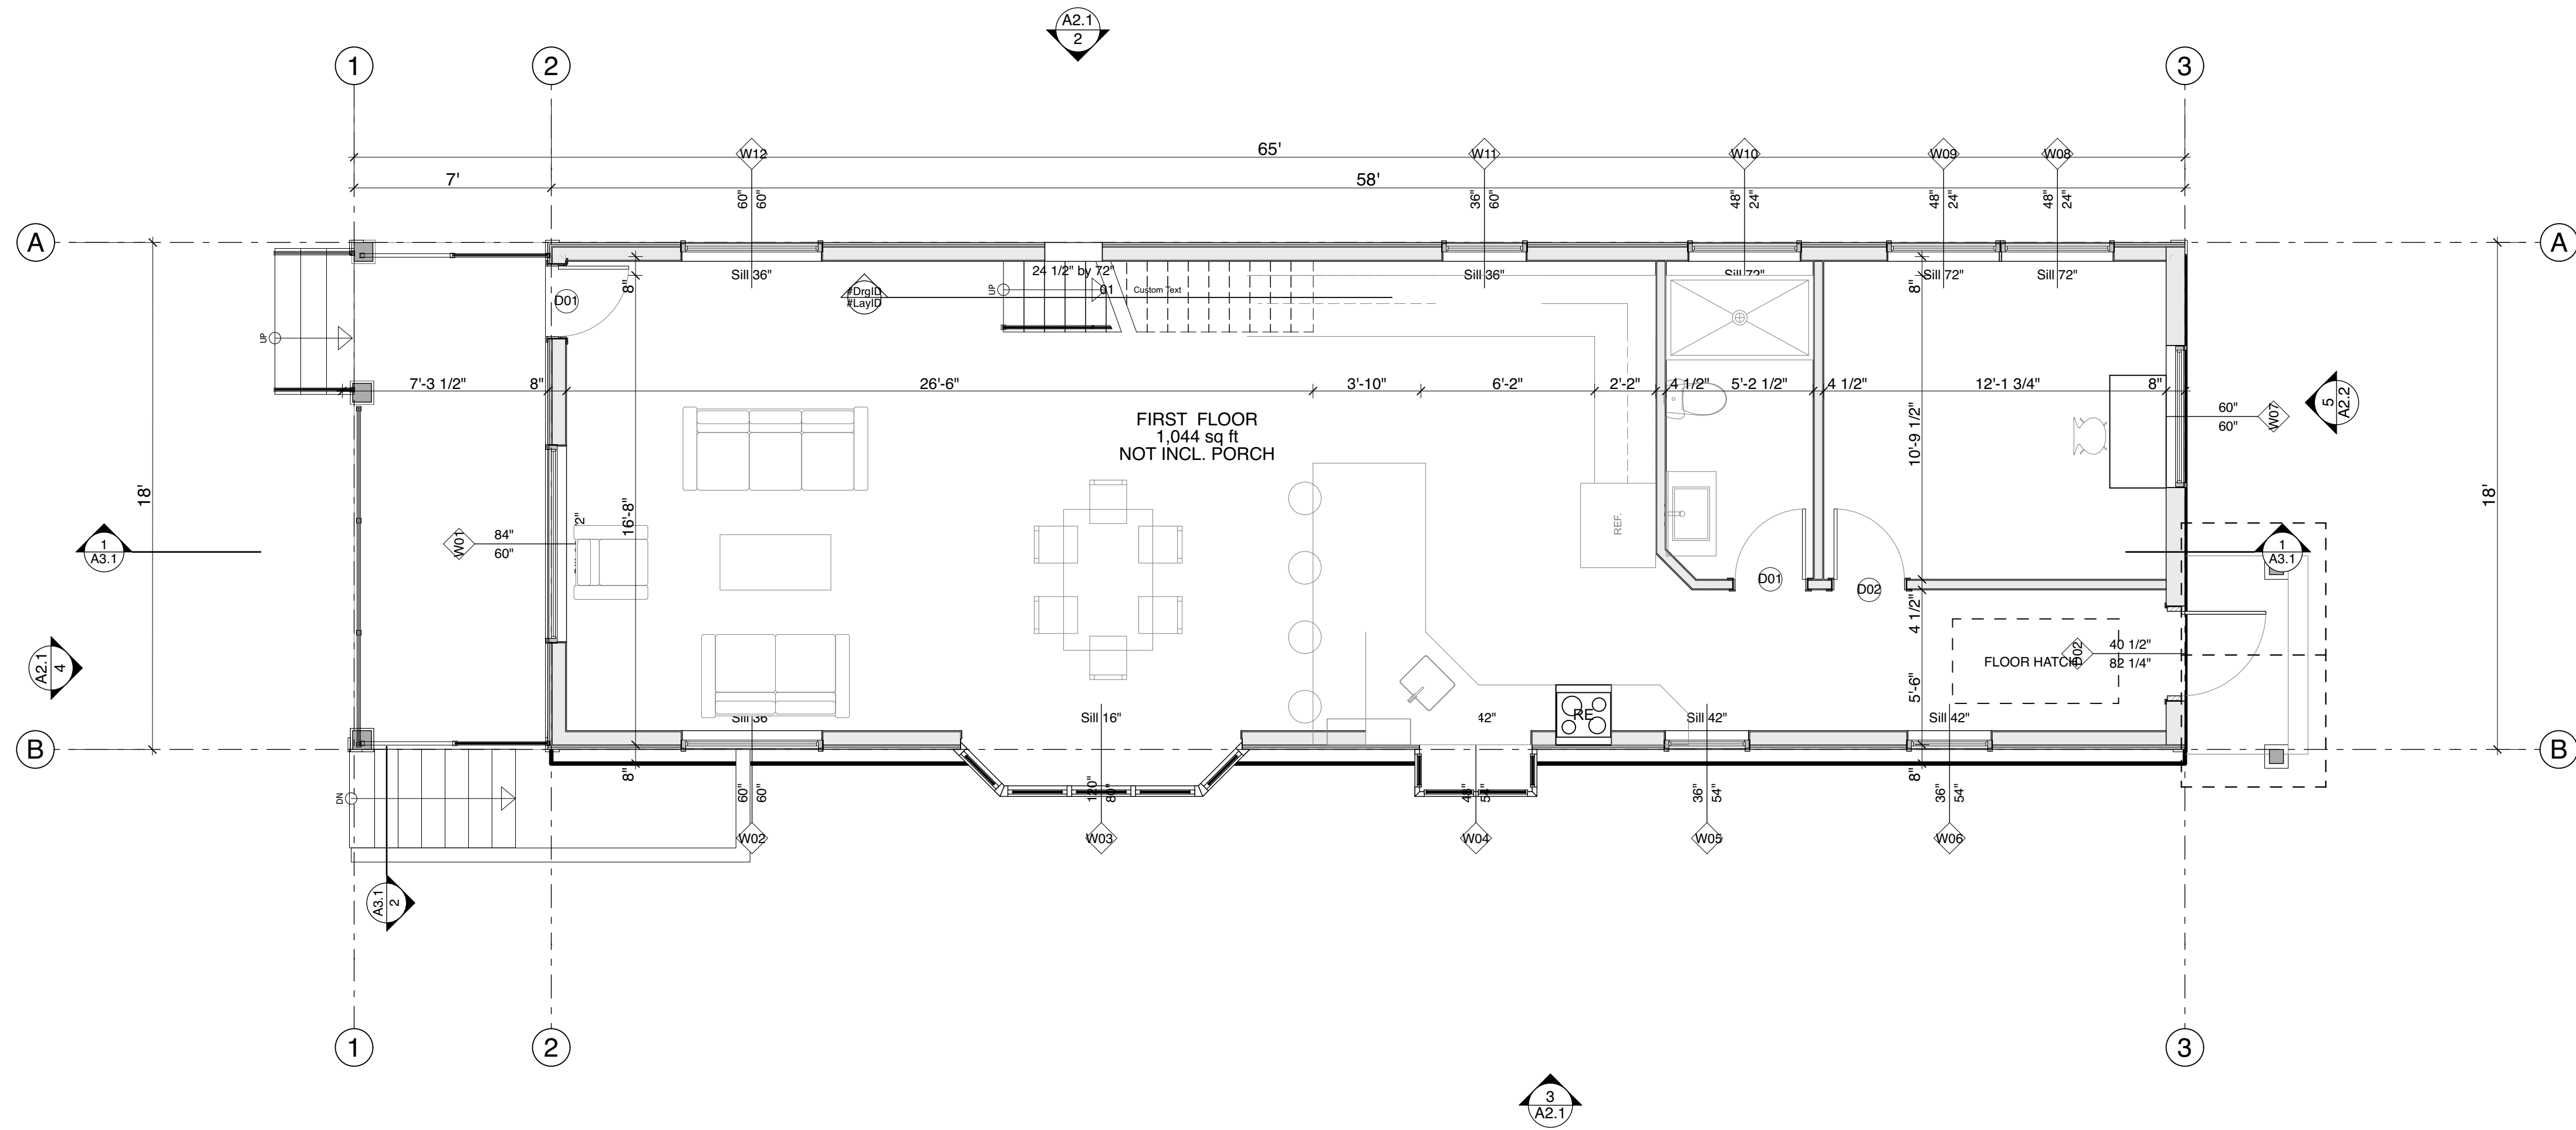 A2.1
2
1
2
3
65'
W12
W11
W10
W09
W08
7'
58'
60"
60"
36"
60"
48"
24"
48"
24"
48"
24"
A
A
Sill 36"
24 1/2" by 72"
Sill 36"
Sill 72"
Sill 72"
Sill 72"
8"
8"
D01
#DrgID
#LayID
UP
01
Custom Text
UP
7'-3 1/2"
8"
26'-6"
3'-10"
6'-2"
2'-2"
4 1/2"
5'-2 1/2"
4 1/2"
12'-1 3/4"
8"
5
A2.2
60"
60"
W07
FIRST FLOOR
1,044 sq ft
NOT INCL. PORCH
10'-9 1/2"
18'
18'
16'-8"
REF.
W01
84"
60"
1
A3.1
1
A3.1
D01
D02
4 1/2"
A2.1
4
FLOOR HATCH
D02
40 1/2"
82 1/4"
5'-6"
Sill 36
Sill 16"
42"
RE
Sill 42"
Sill 42"
B
B
8"
8"
DN
60"
60"
120"
80"
48"
54"
36"
54"
36"
54"
W02
W03
W04
W05
W06
A3.1
2
1
2
3
3
A2.1